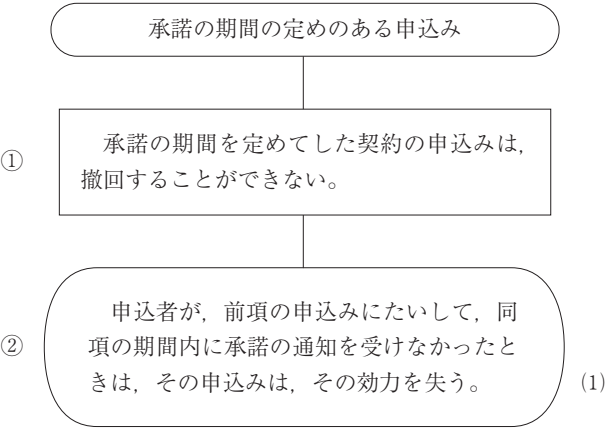 承諾の期間の定めのある申込み
①
承諾の期間を定めてした契約の申込みは，
撤回することができない。
②
申込者が，前項の申込みにたいして，同
項の期間内に承諾の通知を受けなかったと
きは，その申込みは，その効力を失う。
(1)